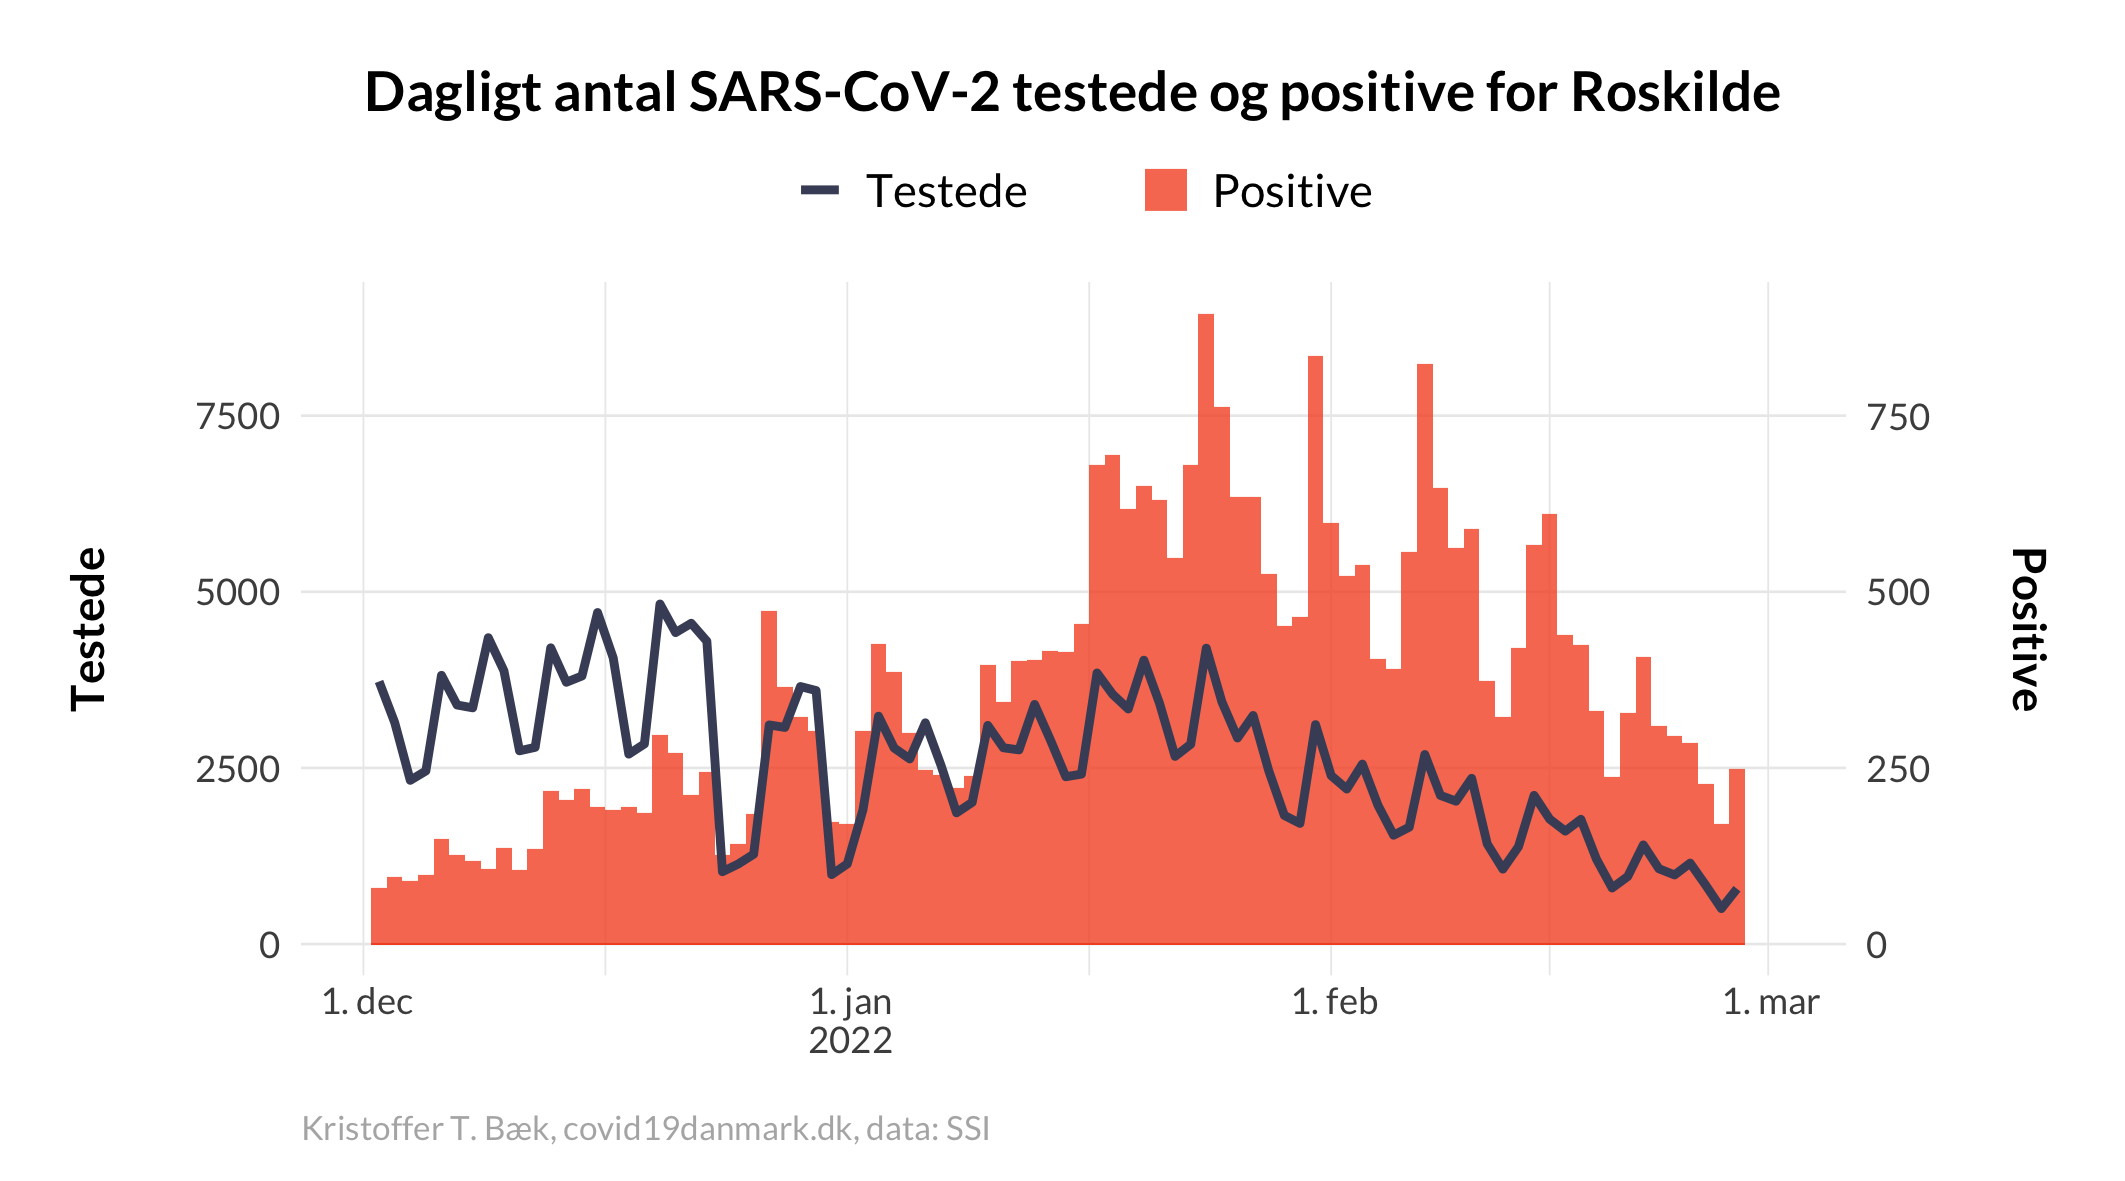 Dagligt antal SARS-CoV-2 testede og positive for Roskilde
Testede
Positive
7500
5000
2500
0
Testede
750
500
250
0
Positive
1. dec
1. jan
2022
1. feb
1. mar
Kristoffer T. Bæk, covid19danmark.dk, data: SSI